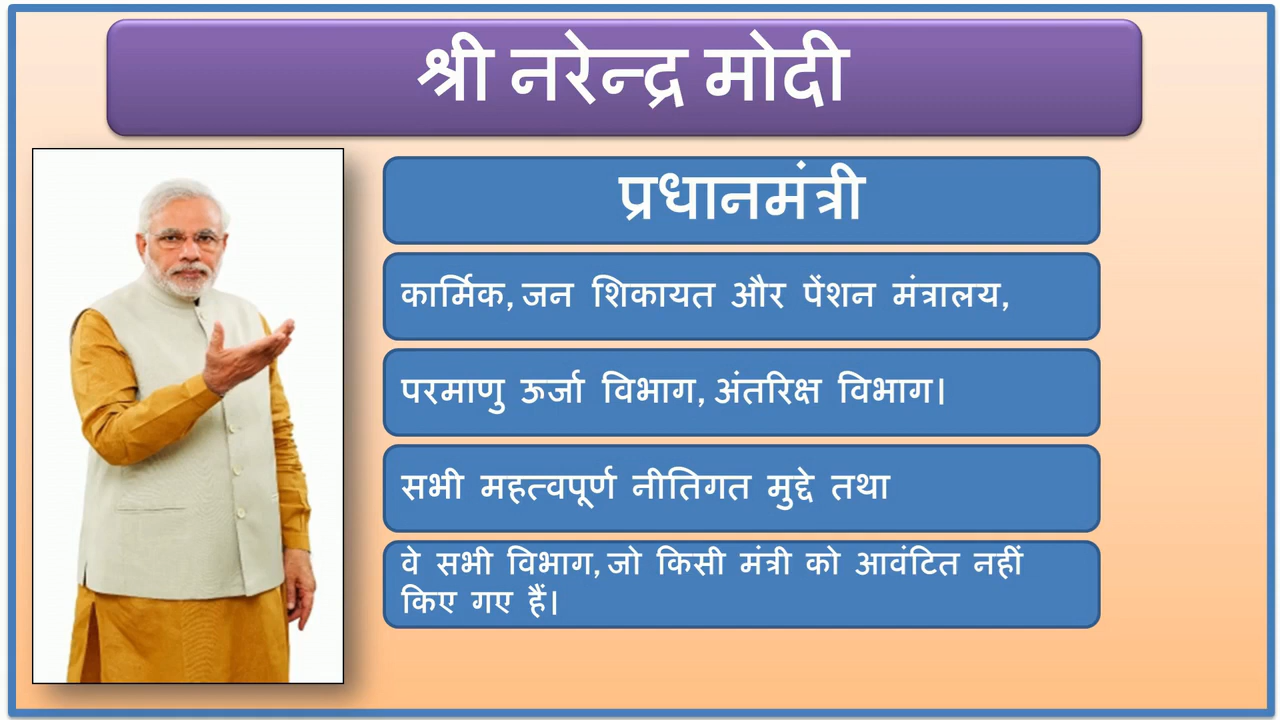 श्री नरेन्द्र मोदी
प्रधानमंत्री
कार्मिक, जन शिकायत और पेंशन मंत्रालय,
परमाणु ऊर्जा विभाग, अंतरिक्ष विभाग।
सभी महत्वपूर्ण नीतिगत मुद्दे तथा
वे सभी विभाग, जो किसी मंत्री को आवंटित नहीं
किए गए हैं।